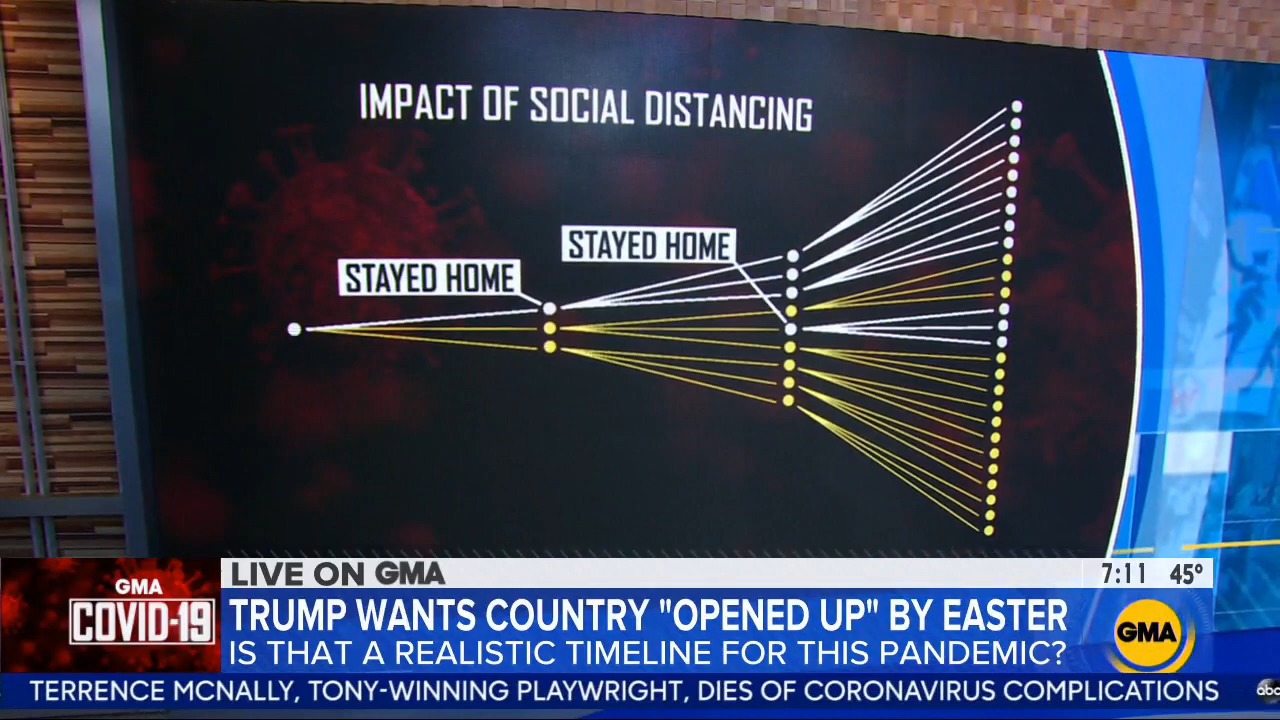 IMPACT OF SOCIAL DISTANCING
STAYED HOME
STAYED HOME
LIVE ON GMA
7:11 45°
GMA
COVID-19
TRUMP WANTS COUNTRY "OPENED UP" BY EASTER
IS THAT A REALISTIC TIMELINE FOR THIS PANDEMIC?
GMA
TERRENCE MCNALLY, TONY-WINNING PLAYWRIGHT, DIES OF CORONAVIRUS COMPLICATIONS
abc